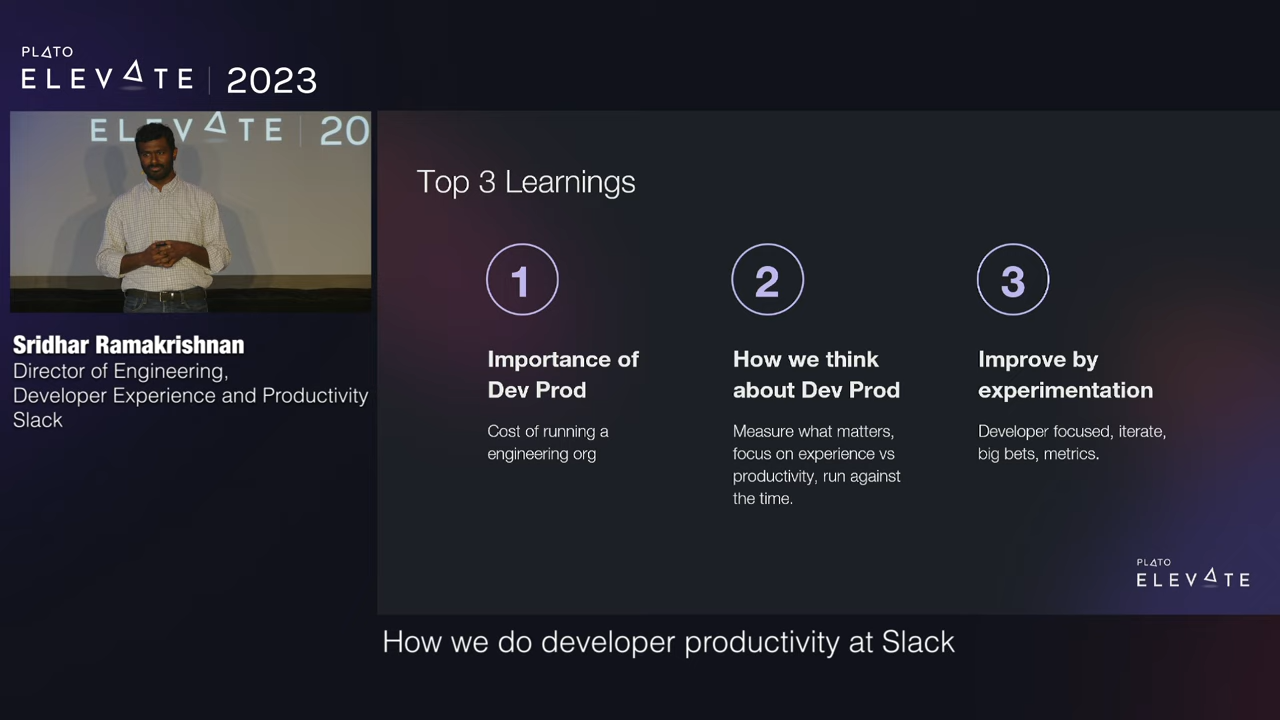 PLATO
ELEVATE | 2023
ELEVATE | 20
Sridhar Ramakrishnan
Director of Engineering,
Developer Experience and Productivity
Slack
Top 3 Learnings
1
Importance of
Dev Prod
Cost of running a
engineering org
2
How we think
about Dev Prod
Measure what matters,
focus on experience vs
productivity, run against
the time.
3
Improve by
experimentation
Developer focused, iterate,
big bets, metrics.
PLATO
ELEVATE
How we do developer productivity at Slack